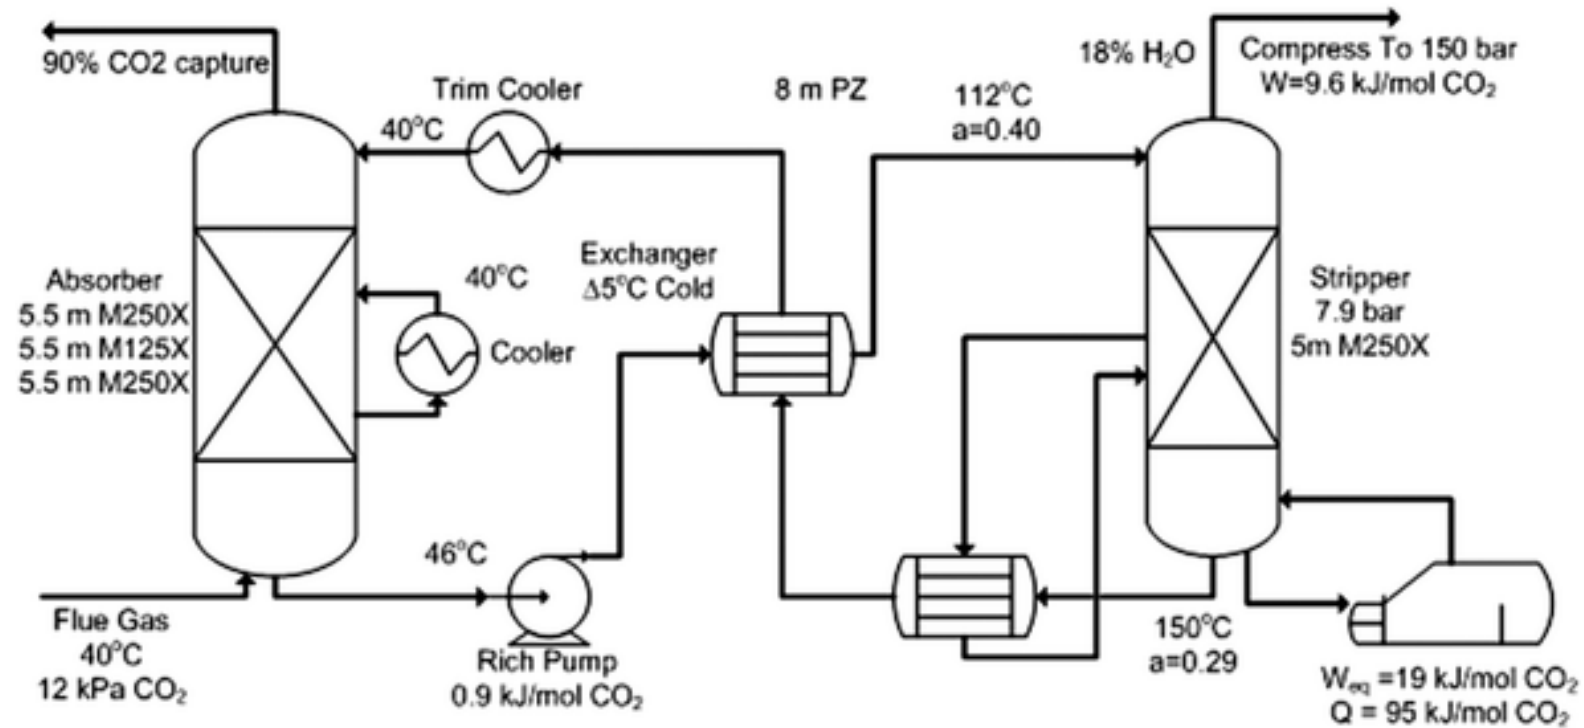 90% CO2 capture
Trim Cooler
40°C
8 m PZ
112°C
a=0.40
18% H₂O
Compress To 150 bar
W=9.6 kJ/mol CO₂
Absorber
5.5 m M250X
5.5 m M125X
5.5 m M250X
40°C
Cooler
Exchanger
Δ5°C Cold
Stripper
7.9 bar
5m M250X
46°C
Flue Gas
40°C
12 kPa CO₂
Rich Pump
0.9 kJ/mol CO₂
150°C
a=0.29
Wₑq =19 kJ/mol CO₂
Q = 95 kJ/mol CO₂